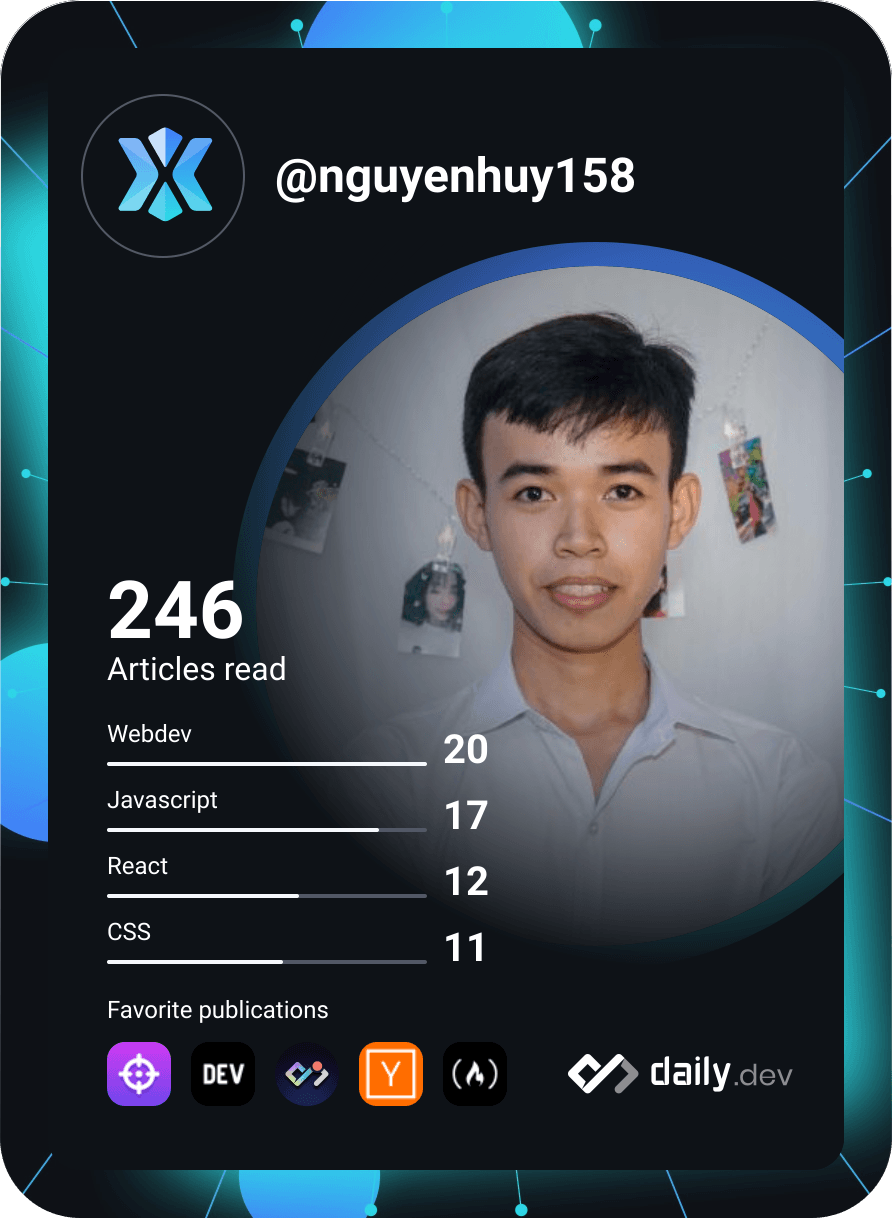 @nguyenhuy158
246
Articles read
Webdev
20
Javascript
17
React
12
CSS
11
Favorite publications
DEV
Y
daily.dev